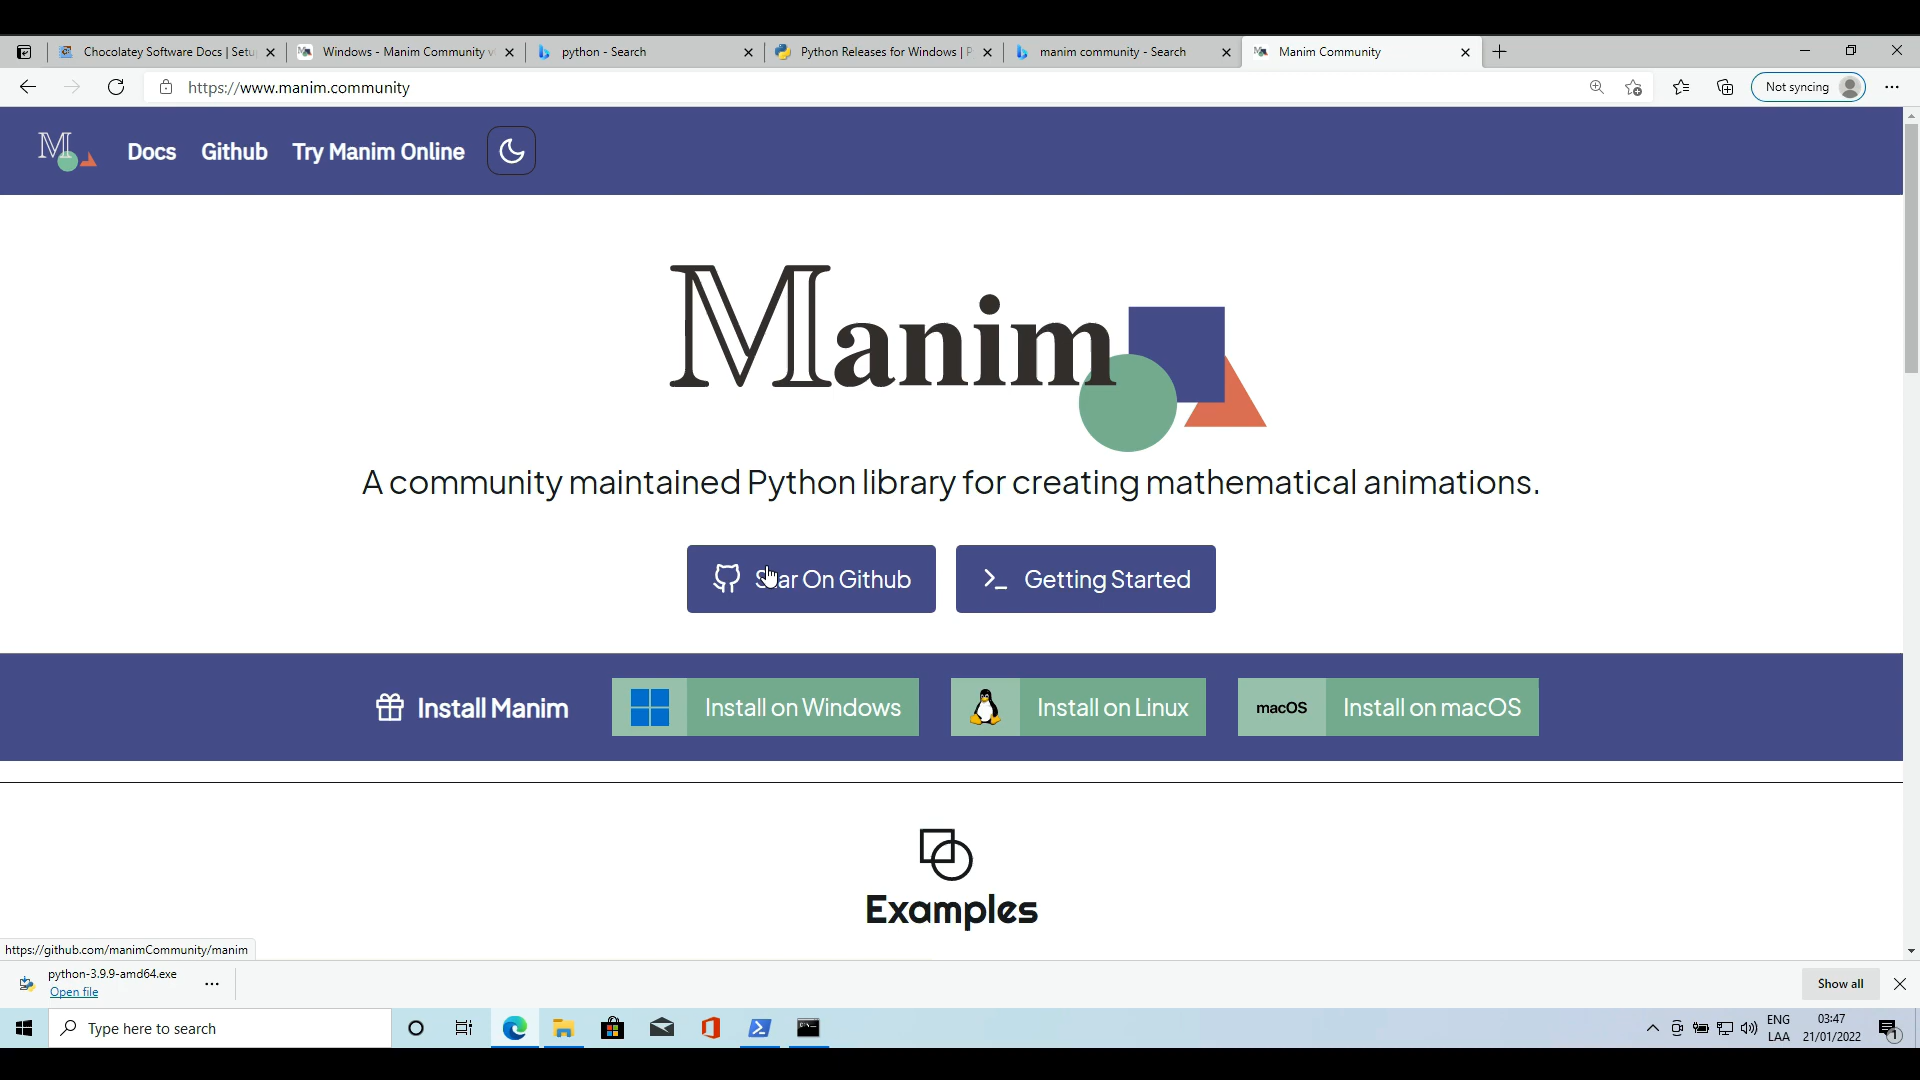 Chocolatey Software Docs | Setu
Windows - Manim Community v
python - Search
Python Releases for Windows | P
manim community - Search
Manim Community
https://www.manim.community
Not syncing
M
Docs
Github
Try Manim Online
Manim
A community maintained Python library for creating mathematical animations.
Star On Github
Getting Started
Install Manim
Install on Windows
macOS
Install on Linux
Install on macOS
Examples
https://github.com/manimCommunity/manim
python-3.9.9-amd64.exe
Open file
Show all
Type here to search
ENG
LAA
03:47
21/01/2022
1